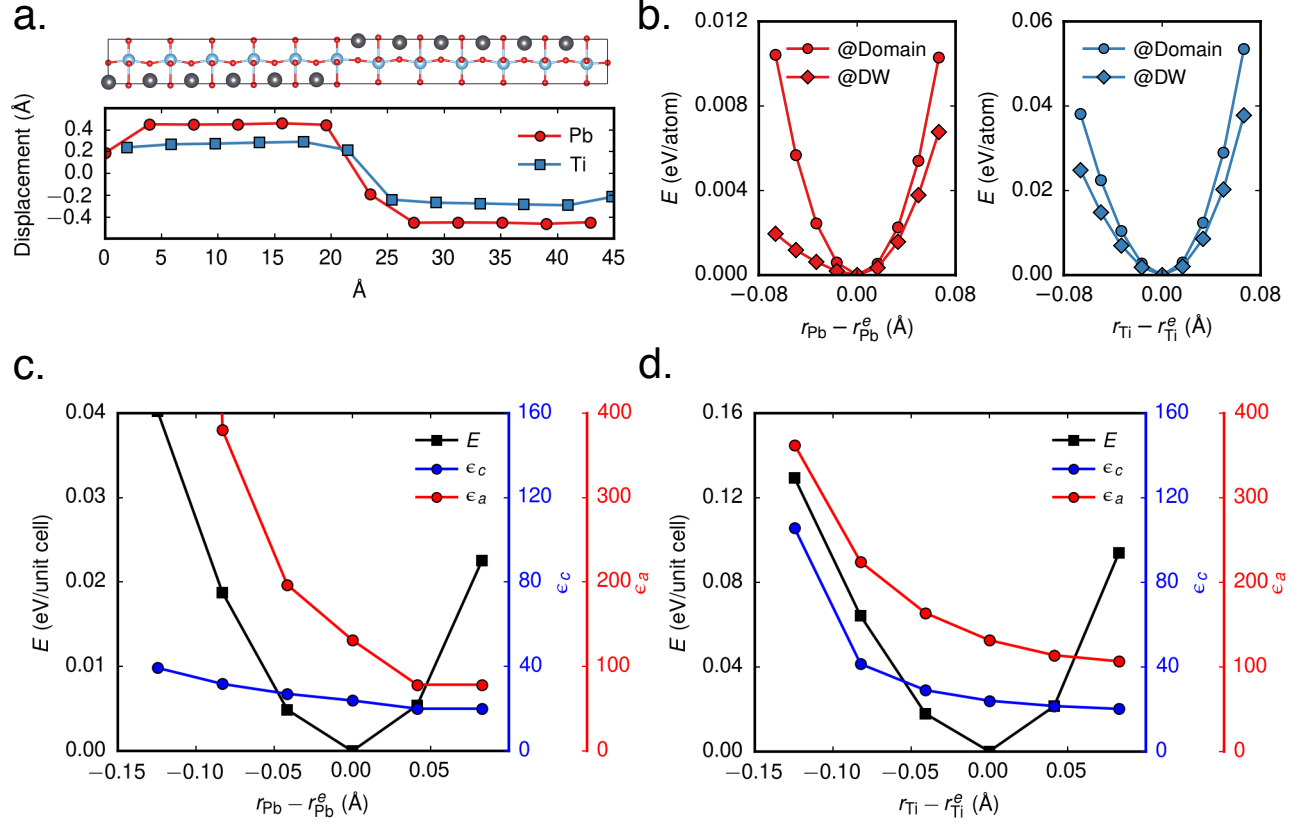 a.
Displacement (Å)
0.4
0.2
0.0
−0.2
−0.4
Pb
Ti
0 5 10 15 20 25 30 35 40 45
Å
b.
E (eV/atom)
0.012
0.008
0.004
0.000
@Domain
@DW
−0.08 0.00 0.08
r_Pb − r^e_Pb (Å)
E (eV/atom)
0.06
0.04
0.02
0.00
@Domain
@DW
−0.08 0.00 0.08
r_Ti − r^e_Ti (Å)
c.
E (eV/unit cell)
0.04
0.03
0.02
0.01
0.00
E
ϵ_c
ϵ_a
−0.15 −0.10 −0.05 0.00 0.05
r_Pb − r^e_Pb (Å)
160
120
80
40
0
ϵ_c
400
300
200
100
0
ϵ_a
d.
E (eV/unit cell)
0.16
0.12
0.08
0.04
0.00
E
ϵ_c
ϵ_a
−0.15 −0.10 −0.05 0.00 0.05
r_Ti − r^e_Ti (Å)
160
120
80
40
0
ϵ_c
400
300
200
100
0
ϵ_a